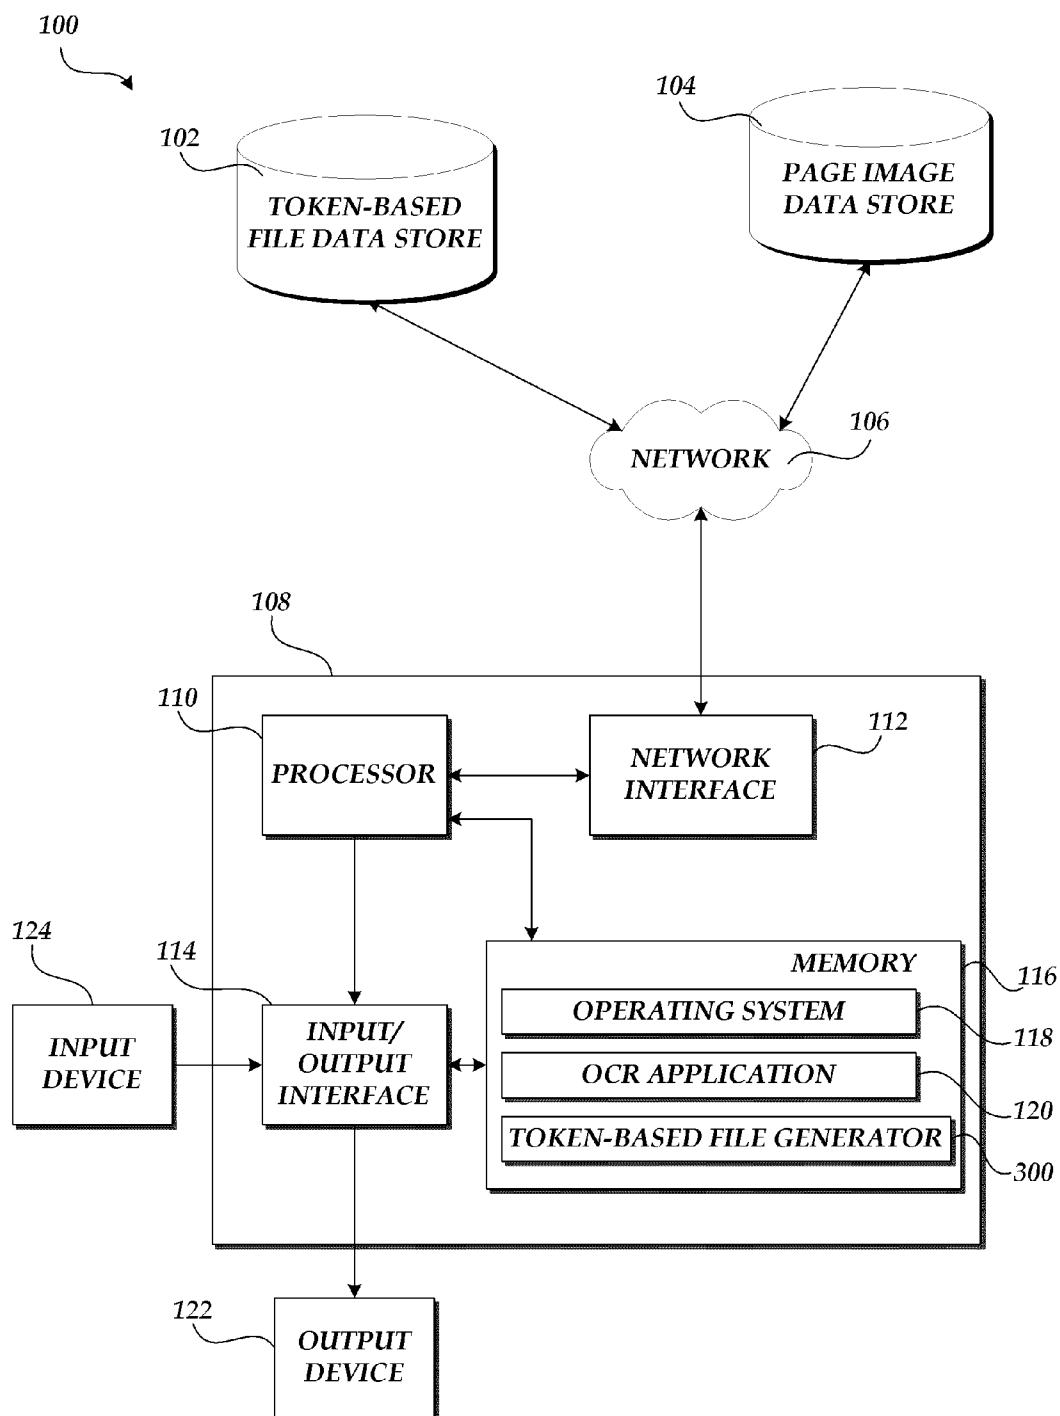 100
102
TOKEN-BASED
FILE DATA STORE
104
PAGE IMAGE
DATA STORE
NETWORK
106
108
110
PROCESSOR
NETWORK
INTERFACE
112
124
INPUT
DEVICE
114
INPUT/
OUTPUT
INTERFACE
MEMORY
116
OPERATING SYSTEM
118
OCR APPLICATION
120
TOKEN-BASED FILE GENERATOR
300
122
OUTPUT
DEVICE